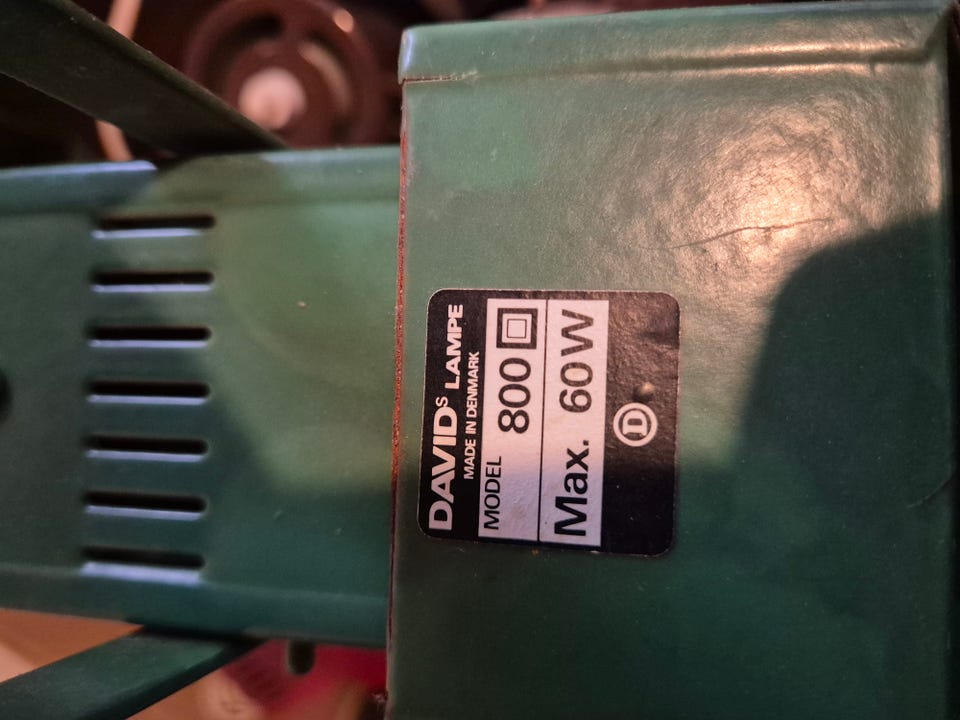 DAVIDS LAMPE
MADE IN DENMARK
MODEL 800
Max. 60W
D